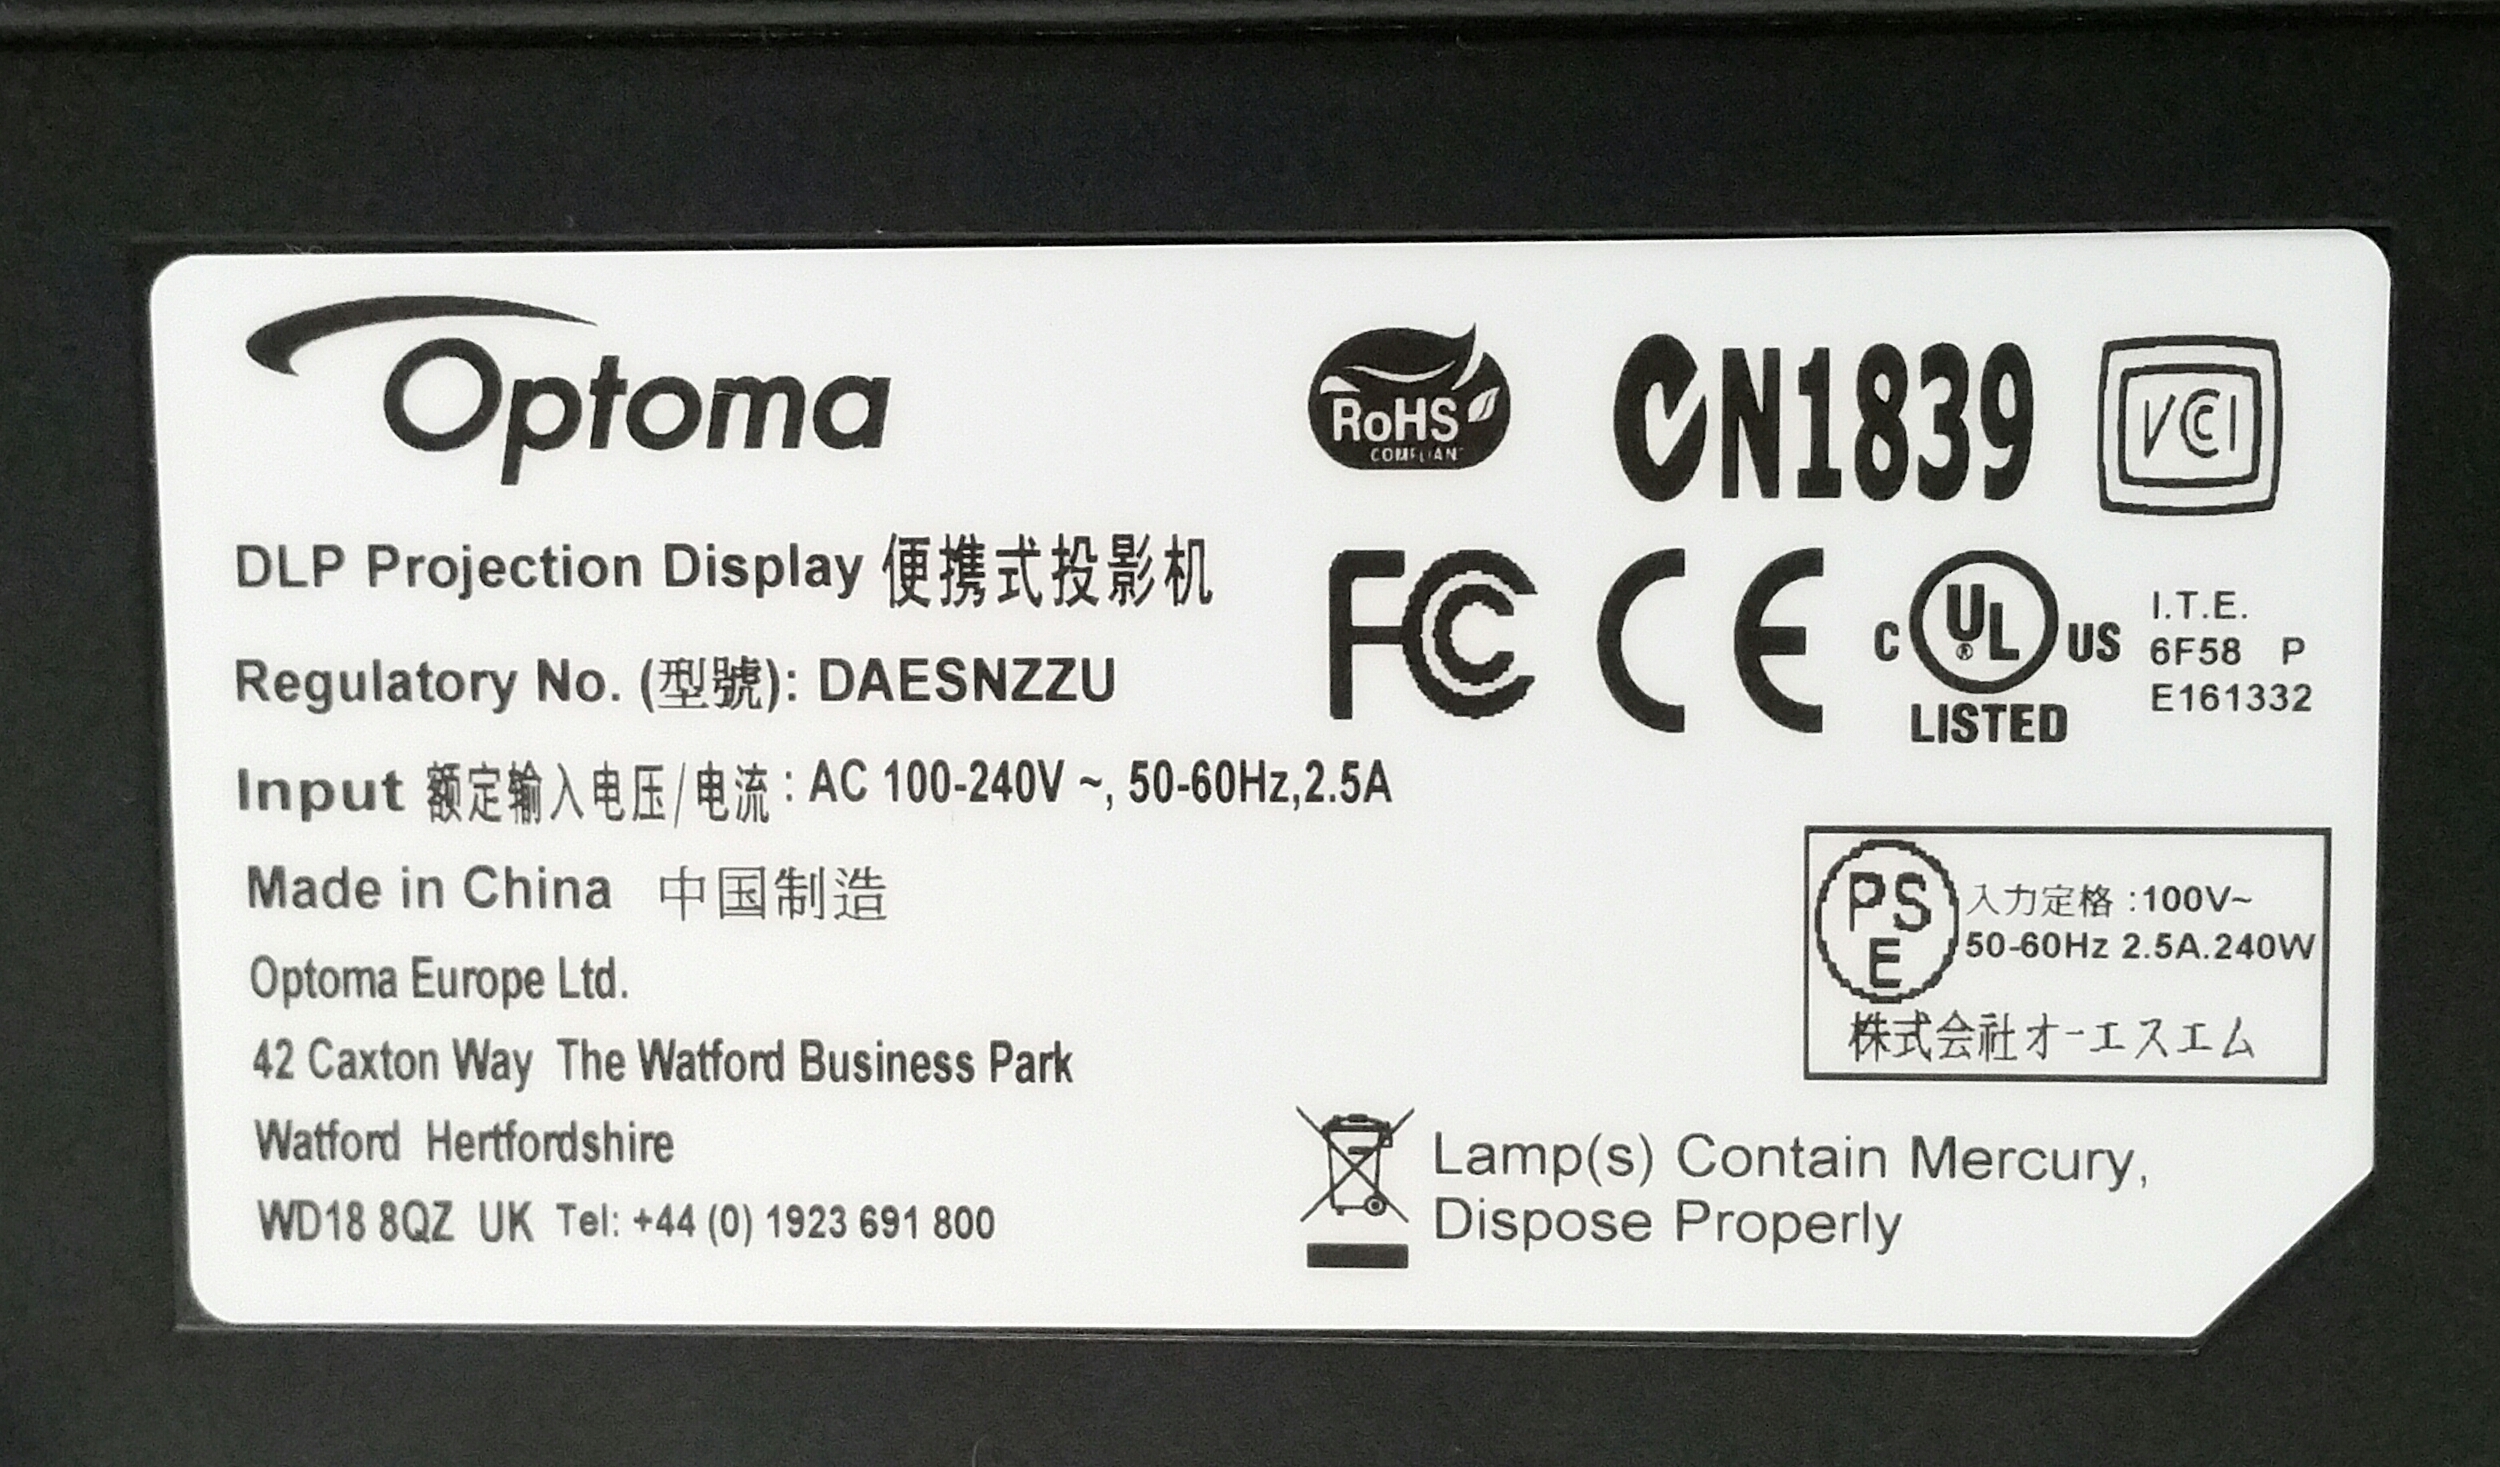 Optoma
DLP Projection Display 便携式投影机
Regulatory No. (型號): DAESNZZU
Input 额定输入电压/电流: AC 100-240V ~, 50-60Hz,2.5A
Made in China 中国制造
Optoma Europe Ltd.
42 Caxton Way The Watford Business Park
Watford Hertfordshire
WD18 8QZ UK Tel: +44 (0) 1923 691 800
RoHS
N1839
VCCI
FC CE
C UL® US
LISTED
I.T.E.
6F58 P
E161332
PS
E
入力定格:100V~
50-60Hz 2.5A.240W
株式会社オーエスエム
Lamp(s) Contain Mercury,
Dispose Properly